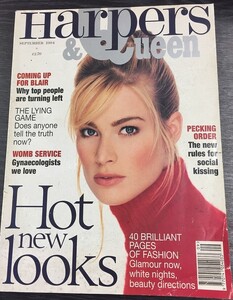 Harpers
& Queen
SEPTEMBER 1994
COMING UP
FOR BLAIR
Why top people
are turning left
THE LYING
GAME
Does anyone
tell the truth
now?
WOMB SERVICE
Gynaecologists
we love
PECKING
ORDER
The new
rules for
social
kissing
Hot
new
looks
40 BRILLIANT
PAGES
OF FASHION
Glamour now,
white nights,
beauty directions